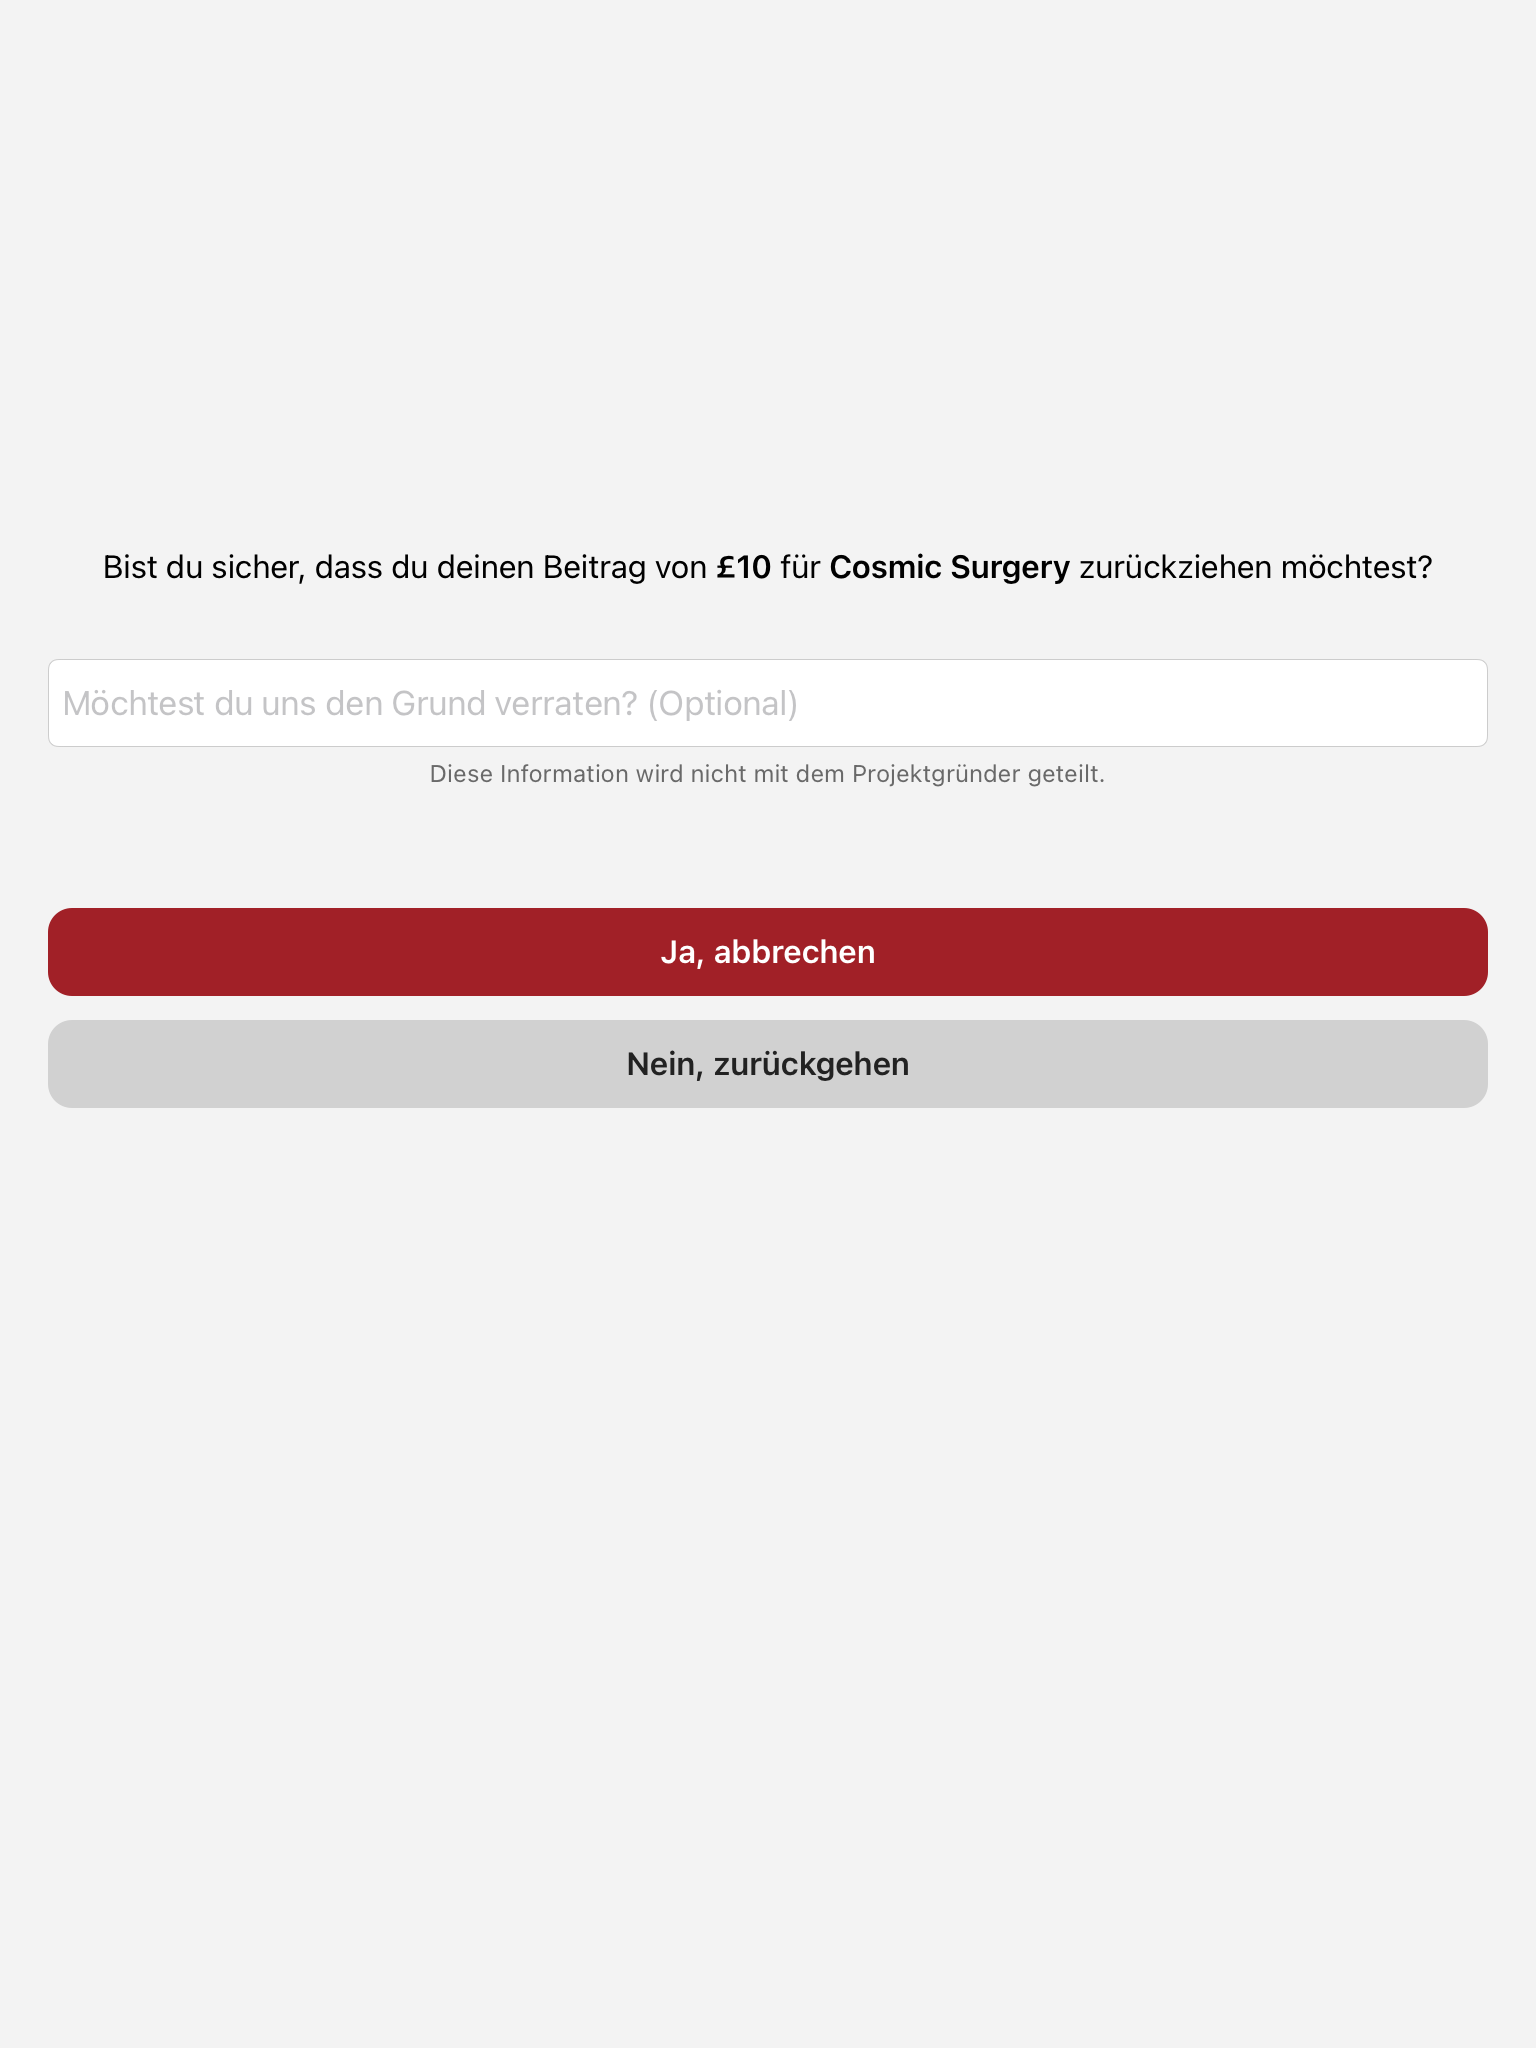 Bist du sicher, dass du deinen Beitrag von £10 für Cosmic Surgery zurückziehen möchtest?
Möchtest du uns den Grund verraten? (Optional)
Diese Information wird nicht mit dem Projektgründer geteilt.
Ja, abbrechen
Nein, zurückgehen